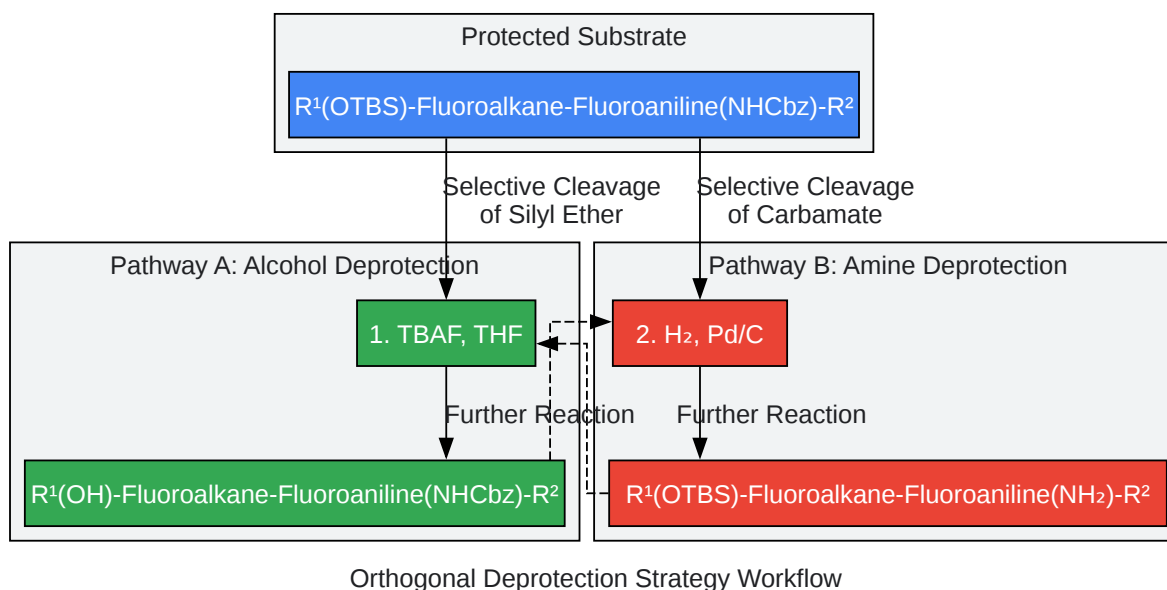 Protected Substrate
R¹(OTBS)-Fluoroalkane-Fluoroaniline(NHCbz)-R²
Selective Cleavage
of Silyl Ether
Selective Cleavage
of Carbamate
Pathway A: Alcohol Deprotection
1. TBAF, THF
Further Reaction
R¹(OH)-Fluoroalkane-Fluoroaniline(NHCbz)-R²
Pathway B: Amine Deprotection
2. H₂, Pd/C
Further Reaction
R¹(OTBS)-Fluoroalkane-Fluoroaniline(NH₂)-R²
Orthogonal Deprotection Strategy Workflow